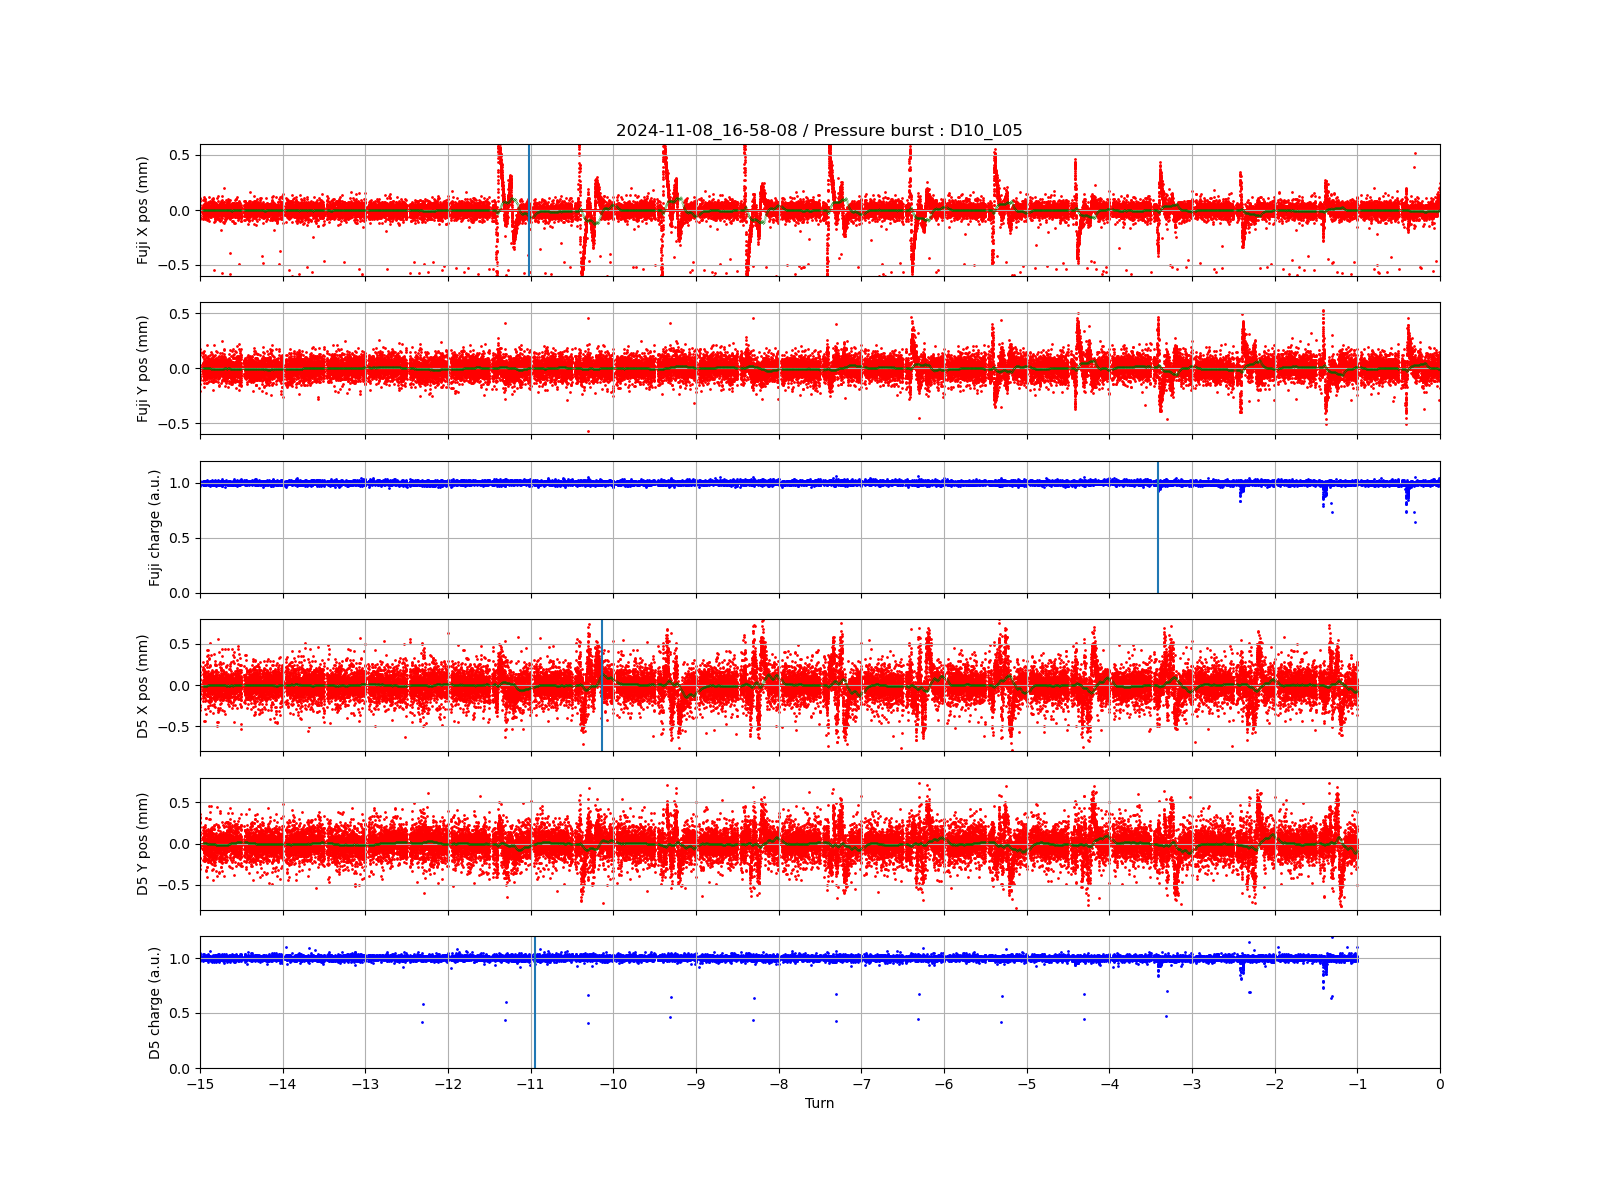 2024-11-08_16-58-08 / Pressure burst : D10_L05
Fuji X pos (mm)
0.5
0.0
−0.5
Fuji Y pos (mm)
0.5
0.0
−0.5
Fuji charge (a.u.)
1.0
0.5
0.0
D5 X pos (mm)
0.5
0.0
−0.5
D5 Y pos (mm)
0.5
0.0
−0.5
D5 charge (a.u.)
1.0
0.5
0.0
−15 −14 −13 −12 −11 −10 −9 −8 −7 −6 −5 −4 −3 −2 −1 0
Turn